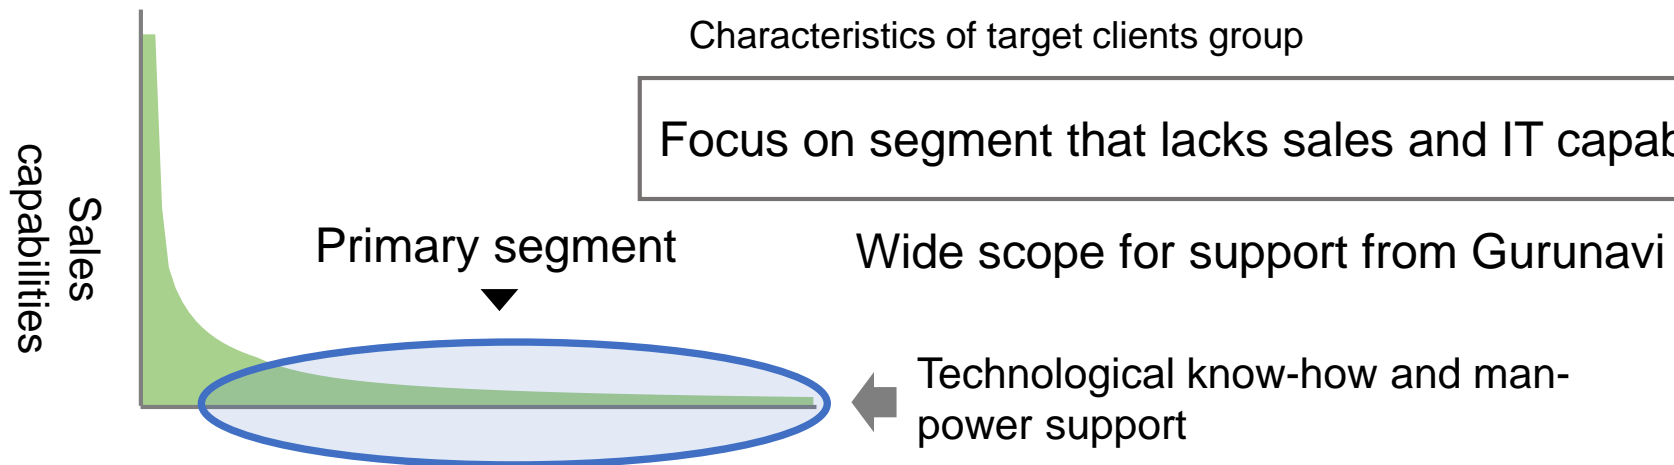 Characteristics of target clients group
Focus on segment that lacks sales and IT
Sales
capabilities
Primary segment
Wide scope for support from Gurunavi
Technological know-how and man-
power support